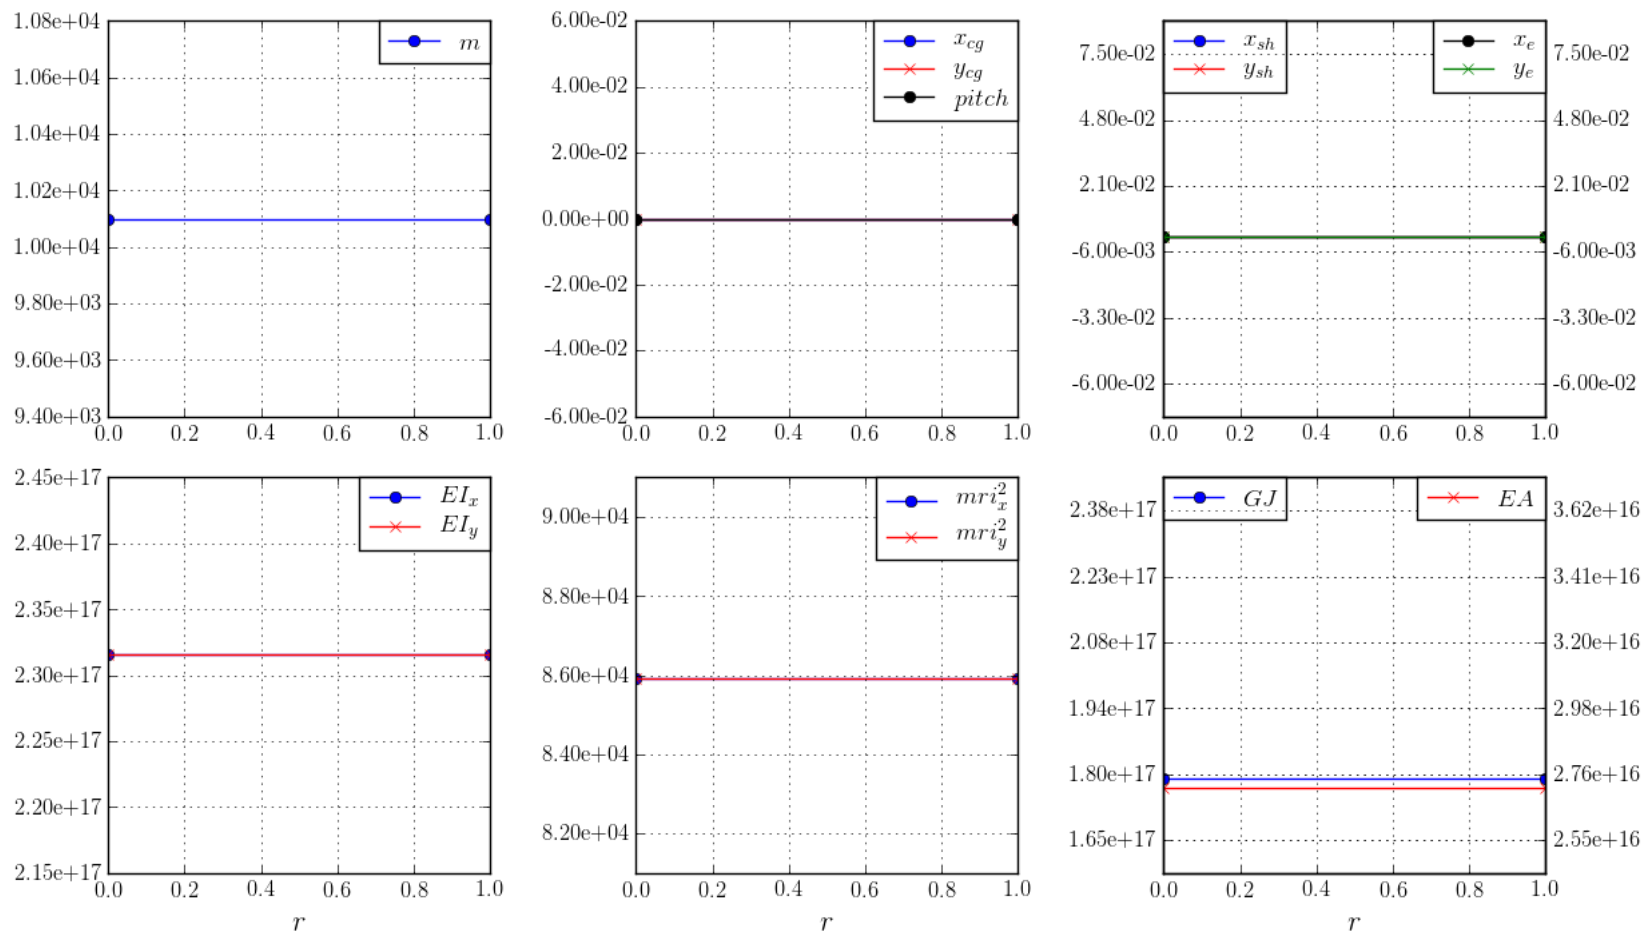 1.08e+04
1.06e+04
1.04e+04
1.02e+04
1.00e+04
9.80e+03
9.60e+03
9.40e+03
0.0 0.2 0.4 0.6 0.8 1.0
m
6.00e-02
4.00e-02
2.00e-02
0.00e+00
-2.00e-02
-4.00e-02
-6.00e-02
0.0 0.2 0.4 0.6 0.8 1.0
x_cg
y_cg
pitch
7.50e-02
4.80e-02
2.10e-02
-6.00e-03
-3.30e-02
-6.00e-02
0.0 0.2 0.4 0.6 0.8 1.0
x_sh
y_sh
x_e
y_e
7.50e-02
4.80e-02
2.10e-02
-6.00e-03
-3.30e-02
-6.00e-02
2.45e+17
2.40e+17
2.35e+17
2.30e+17
2.25e+17
2.20e+17
2.15e+17
0.0 0.2 0.4 0.6 0.8 1.0
r
EI_x
EI_y
9.00e+04
8.80e+04
8.60e+04
8.40e+04
8.20e+04
0.0 0.2 0.4 0.6 0.8 1.0
r
mri_x^2
mri_y^2
2.38e+17
2.23e+17
2.08e+17
1.94e+17
1.80e+17
1.65e+17
0.0 0.2 0.4 0.6 0.8 1.0
r
GJ
EA
3.62e+16
3.41e+16
3.20e+16
2.98e+16
2.76e+16
2.55e+16